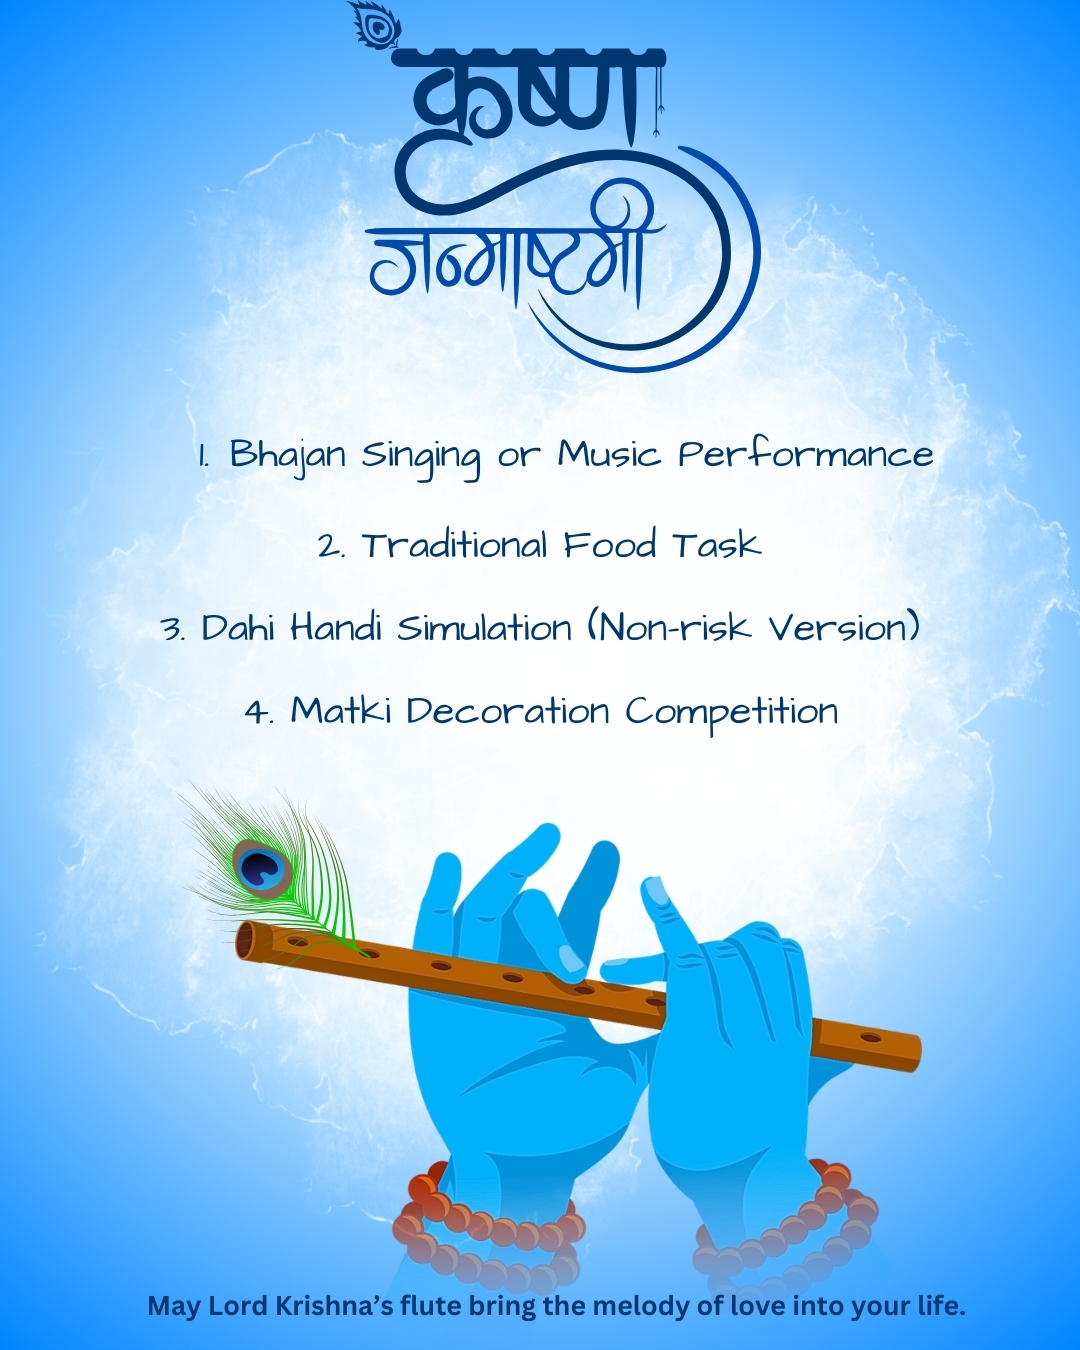 कृष्ण
जन्माष्टमी
1. Bhajan Singing or Music Performance
2. Traditional Food Task
3. Dahi Handi Simulation (Non-risk Version)
4. Matki Decoration Competition
May Lord Krishna’s flute bring the melody of love into your life.